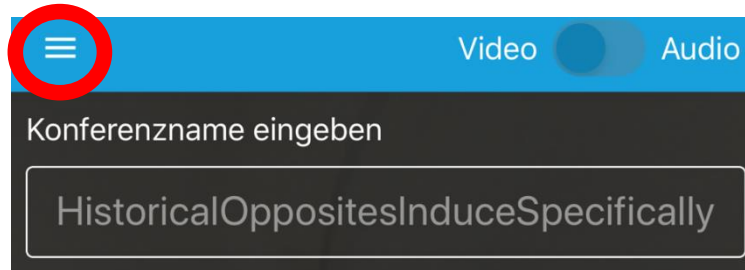 Video Audio
Konferenzname eingeben
HistoricalOppositesInduceSpecifically